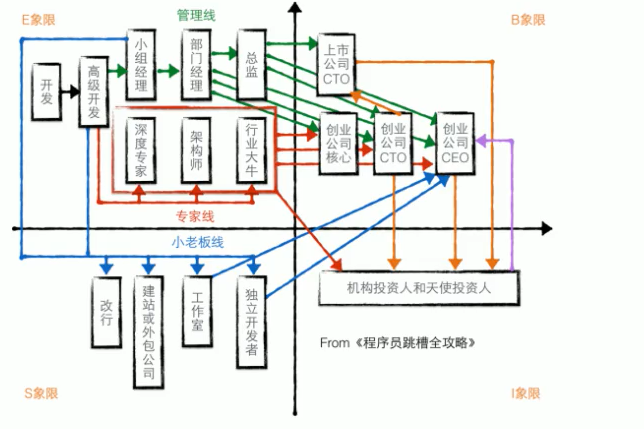 E象限
管理线
B象限
开发
高级开发
小组经理
部门经理
总监
上市公司CTO
深度专家
架构师
行业大牛
创业公司核心
创业公司CTO
创业公司CEO
专家线
小老板线
改行
建站或外包公司
工作室
独立开发者
机构投资人和天使投资人
From《程序员跳槽全攻略》
S象限
I象限